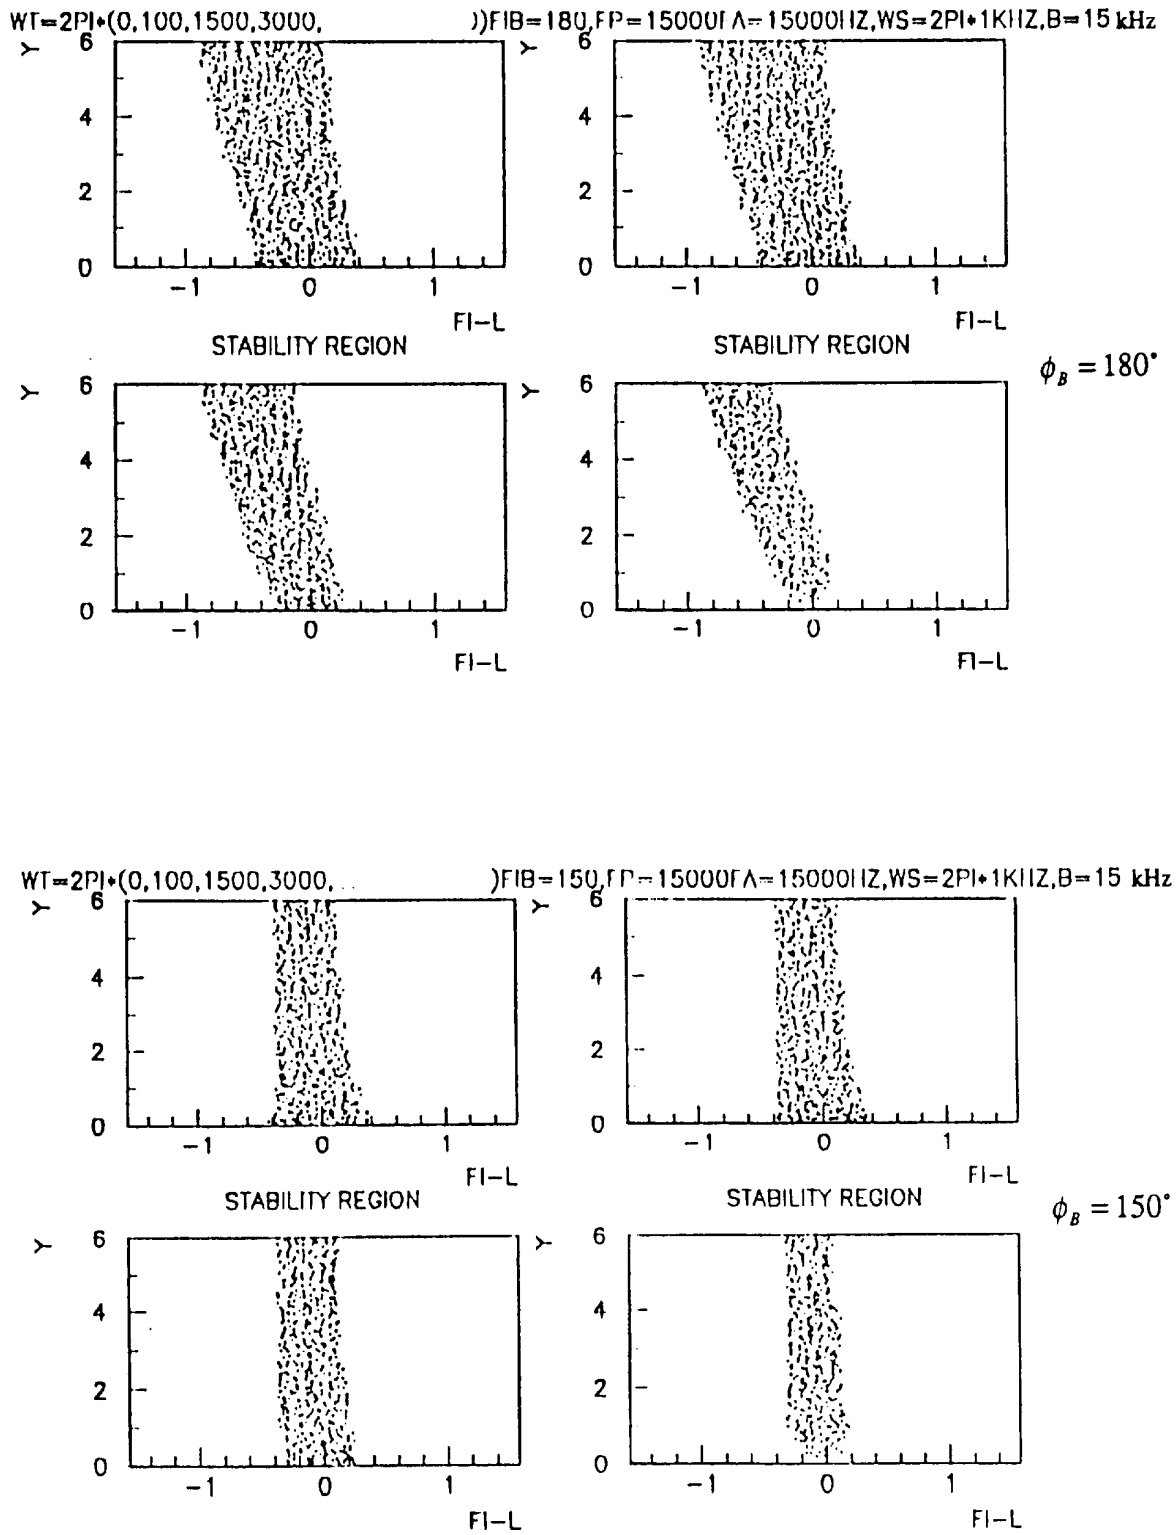 WT=2PI*(0,100,1500,3000, ))FIB=180,FP=15000FA=15000HZ,WS=2PI*1KHZ,B=15 kHz
Y Y
6 6
4 4
2 2
0 0
-1 0 1 -1 0 1
FI-L FI-L
STABILITY REGION STABILITY REGION
ϕB = 180°
Y Y
6 6
4 4
2 2
0 0
-1 0 1 -1 0 1
FI-L FI-L
WT=2PI*(0,100,1500,3000, )FIB=150,FP=15000FA=15000HZ,WS=2PI*1KHZ,B=15 kHz
Y Y
6 6
4 4
2 2
0 0
-1 0 1 -1 0 1
FI-L FI-L
STABILITY REGION STABILITY REGION
ϕB = 150°
Y Y
6 6
4 4
2 2
0 0
-1 0 1 -1 0 1
FI-L FI-L